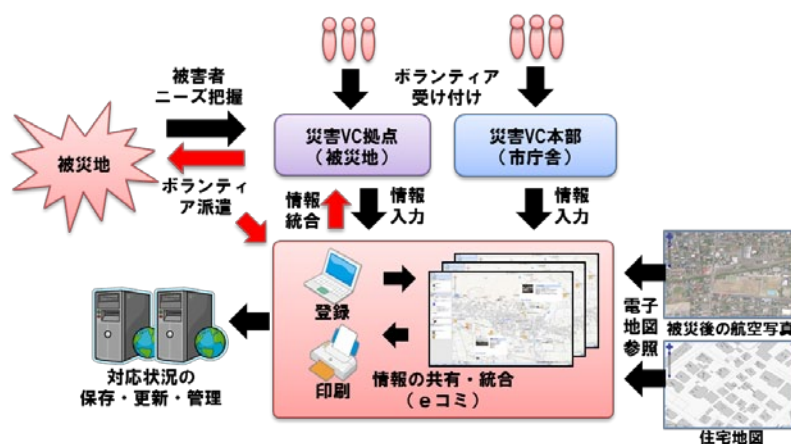 被害者
ニーズ把握
ボランティア
受け付け
被災地
災害VC拠点
(被災地)
災害VC本部
(市庁舎)
ボランティ
ア派遣
情報
統合
情報
入力
情報
入力
登録
印刷
情報の共有・統合
(eコミ)
電子
地図
参照
被災後の航空写真
住宅地図
対応状況の
保存・更新・管理